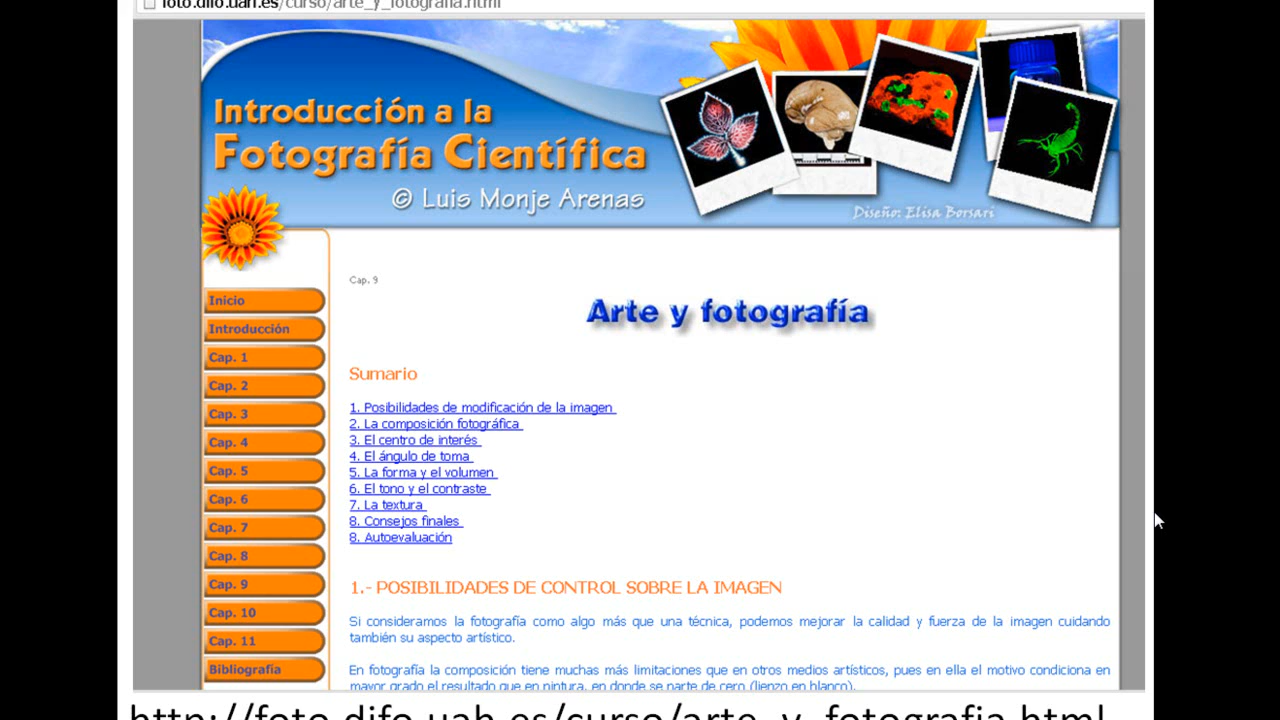 foto.difo.uah.es/curso/arte_y_fotografia.html
Introducción a la
Fotografía Científica
© Luis Monje Arenas
Diseño: Elisa Borsari
Cap. 9
Arte y fotografía
Inicio
Introducción
Cap. 1
Cap. 2
Cap. 3
Cap. 4
Cap. 5
Cap. 6
Cap. 7
Cap. 8
Cap. 9
Cap. 10
Cap. 11
Bibliografía
Sumario
1. Posibilidades de modificación de la imagen
2. La composición fotográfica
3. El centro de interés
4. El ángulo de toma
5. La forma y el volumen
6. El tono y el contraste
7. La textura
8. Consejos finales
8. Autoevaluación
1.- POSIBILIDADES DE CONTROL SOBRE LA IMAGEN
Si consideramos la fotografía como algo más que una técnica, podemos mejorar la calidad y fuerza de la imagen cuidando
también su aspecto artístico.
En fotografía la composición tiene muchas más limitaciones que en otros medios artísticos, pues en ella el motivo condiciona en
mayor grado el resultado que en pintura, en donde se parte de cero (lienzo en blanco).
http://foto.difo.uah.es/curso/arte_y_fotografia.html